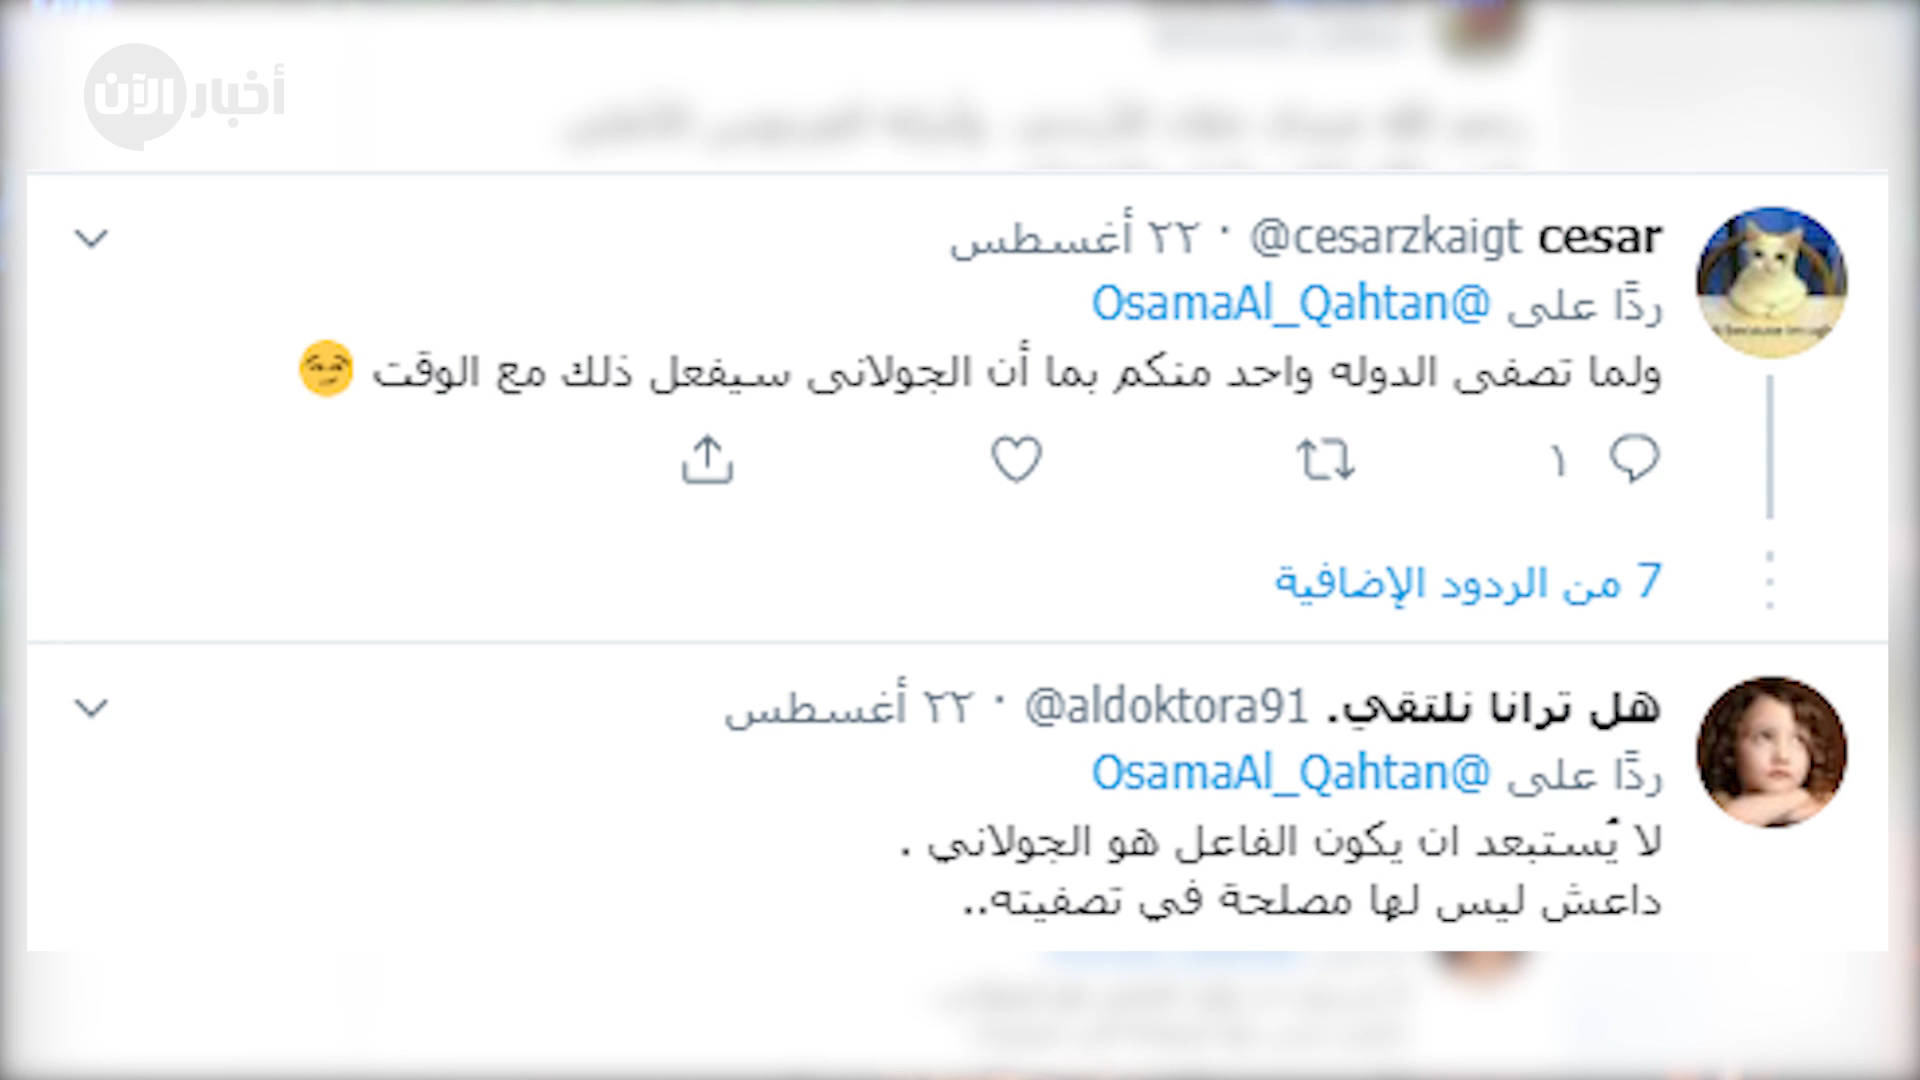 أخبار الآن
cesar @cesarzkaigt · ٢٢ أغسطس
ردًّا على @OsamaAl_Qahtan
ولما تصفى الدوله واحد منكم بما أن الجولانى سيفعل ذلك مع الوقت 😏
١
7 من الردود الإضافية
هل ترانا نلتقي. @aldoktora91 · ٢٢ أغسطس
ردًّا على @OsamaAl_Qahtan
لا يُستبعد ان يكون الفاعل هو الجولاني .
داعش ليس لها مصلحة في تصفيته..